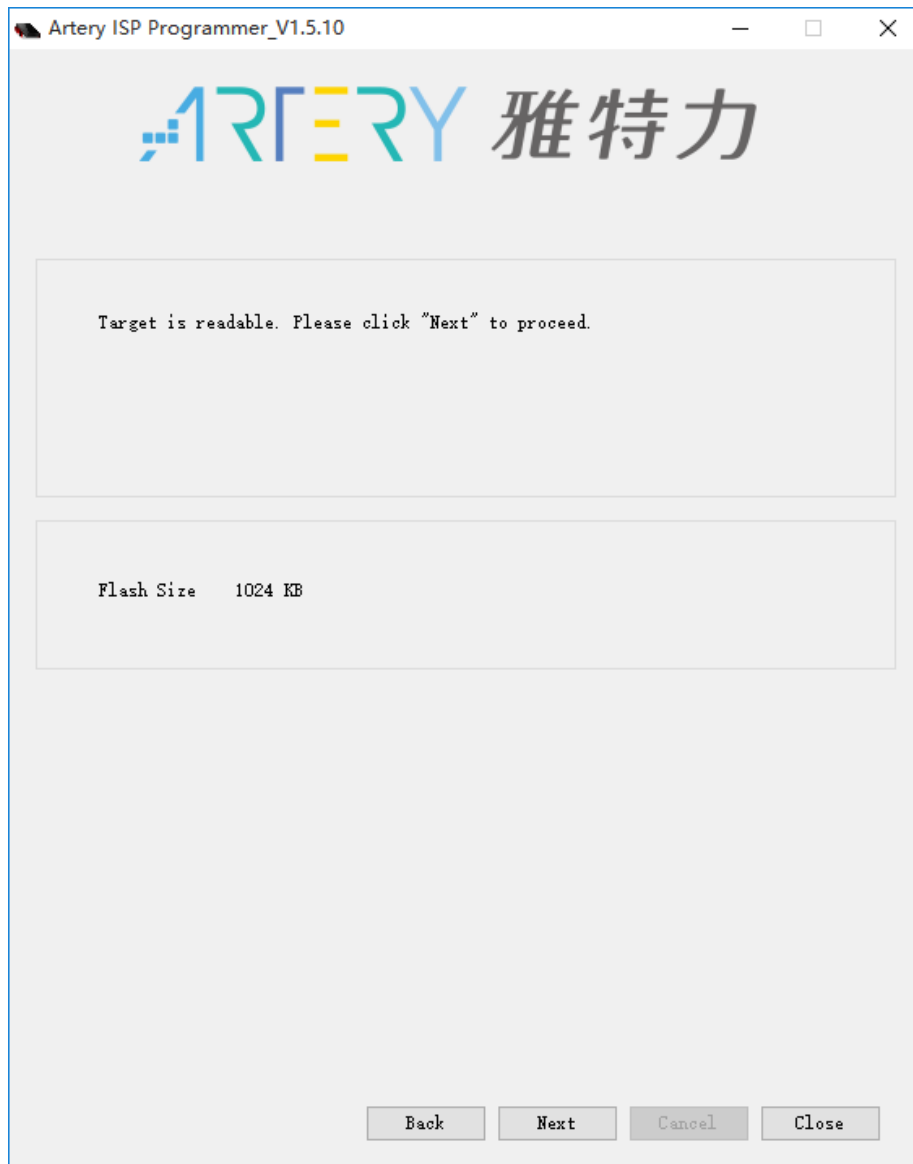 Artery ISP Programmer_V1.5.10
ARTERY 雅特力
Target is readable. Please click "Next" to proceed.
Flash Size 1024 KB
Back Next Cancel Close